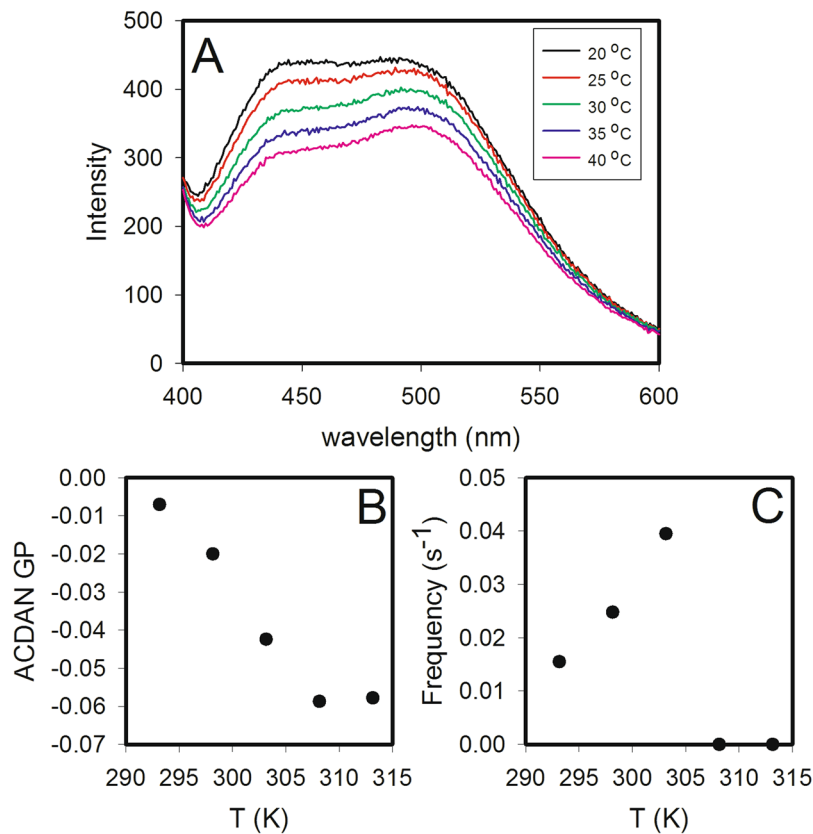 A
500
400
300
200
100
0
Intensity
20 °C
25 °C
30 °C
35 °C
40 °C
400 450 500 550 600
wavelength (nm)
B
0.00
-0.01
-0.02
-0.03
-0.04
-0.05
-0.06
-0.07
ACDAN GP
290 295 300 305 310 315
T (K)
C
0.05
0.04
0.03
0.02
0.01
0.00
Frequency (s⁻¹)
290 295 300 305 310 315
T (K)